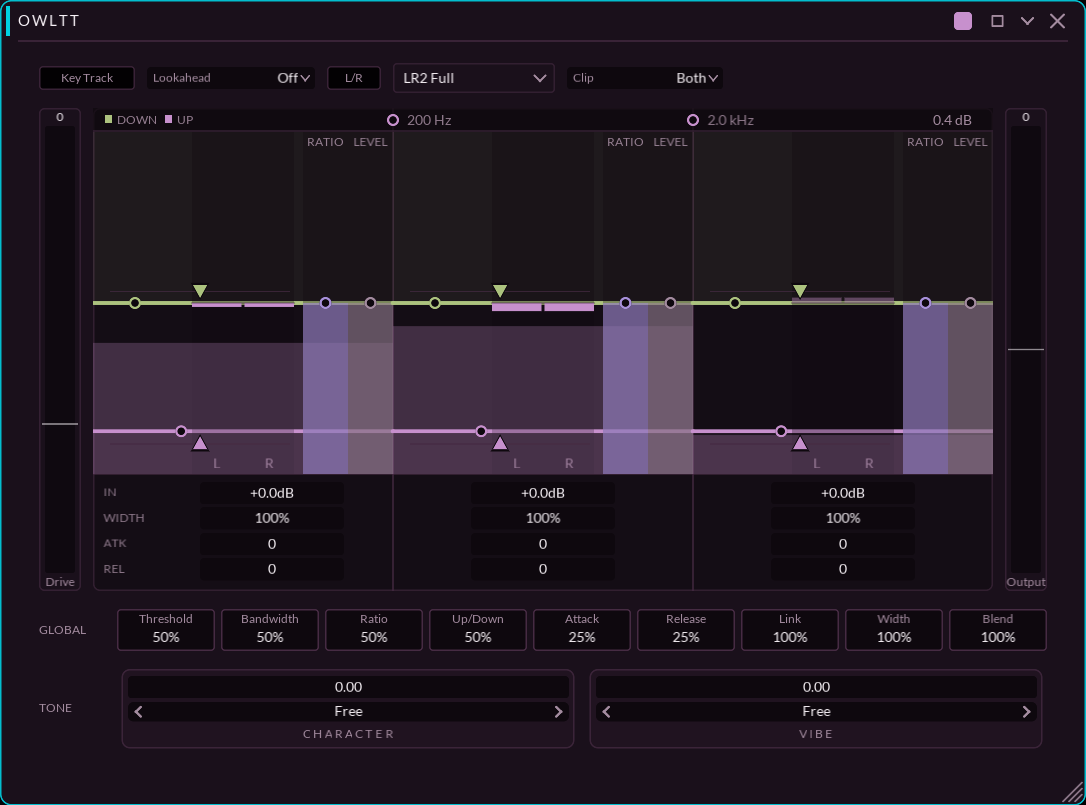 OWLTT
Key Track Lookahead Off L/R LR2 Full Clip Both
0 DOWN UP 200 Hz 2.0 kHz 0.4 dB 0
RATIO LEVEL RATIO LEVEL RATIO LEVEL
L R L R L R
IN +0.0dB +0.0dB +0.0dB
WIDTH 100% 100% 100%
ATK 0 0 0
REL 0 0 0
Drive Output
GLOBAL
Threshold Bandwidth Ratio Up/Down Attack Release Link Width Blend
50% 50% 50% 50% 25% 25% 100% 100% 100%
0.00 0.00
TONE Free Free
CHARACTER VIBE